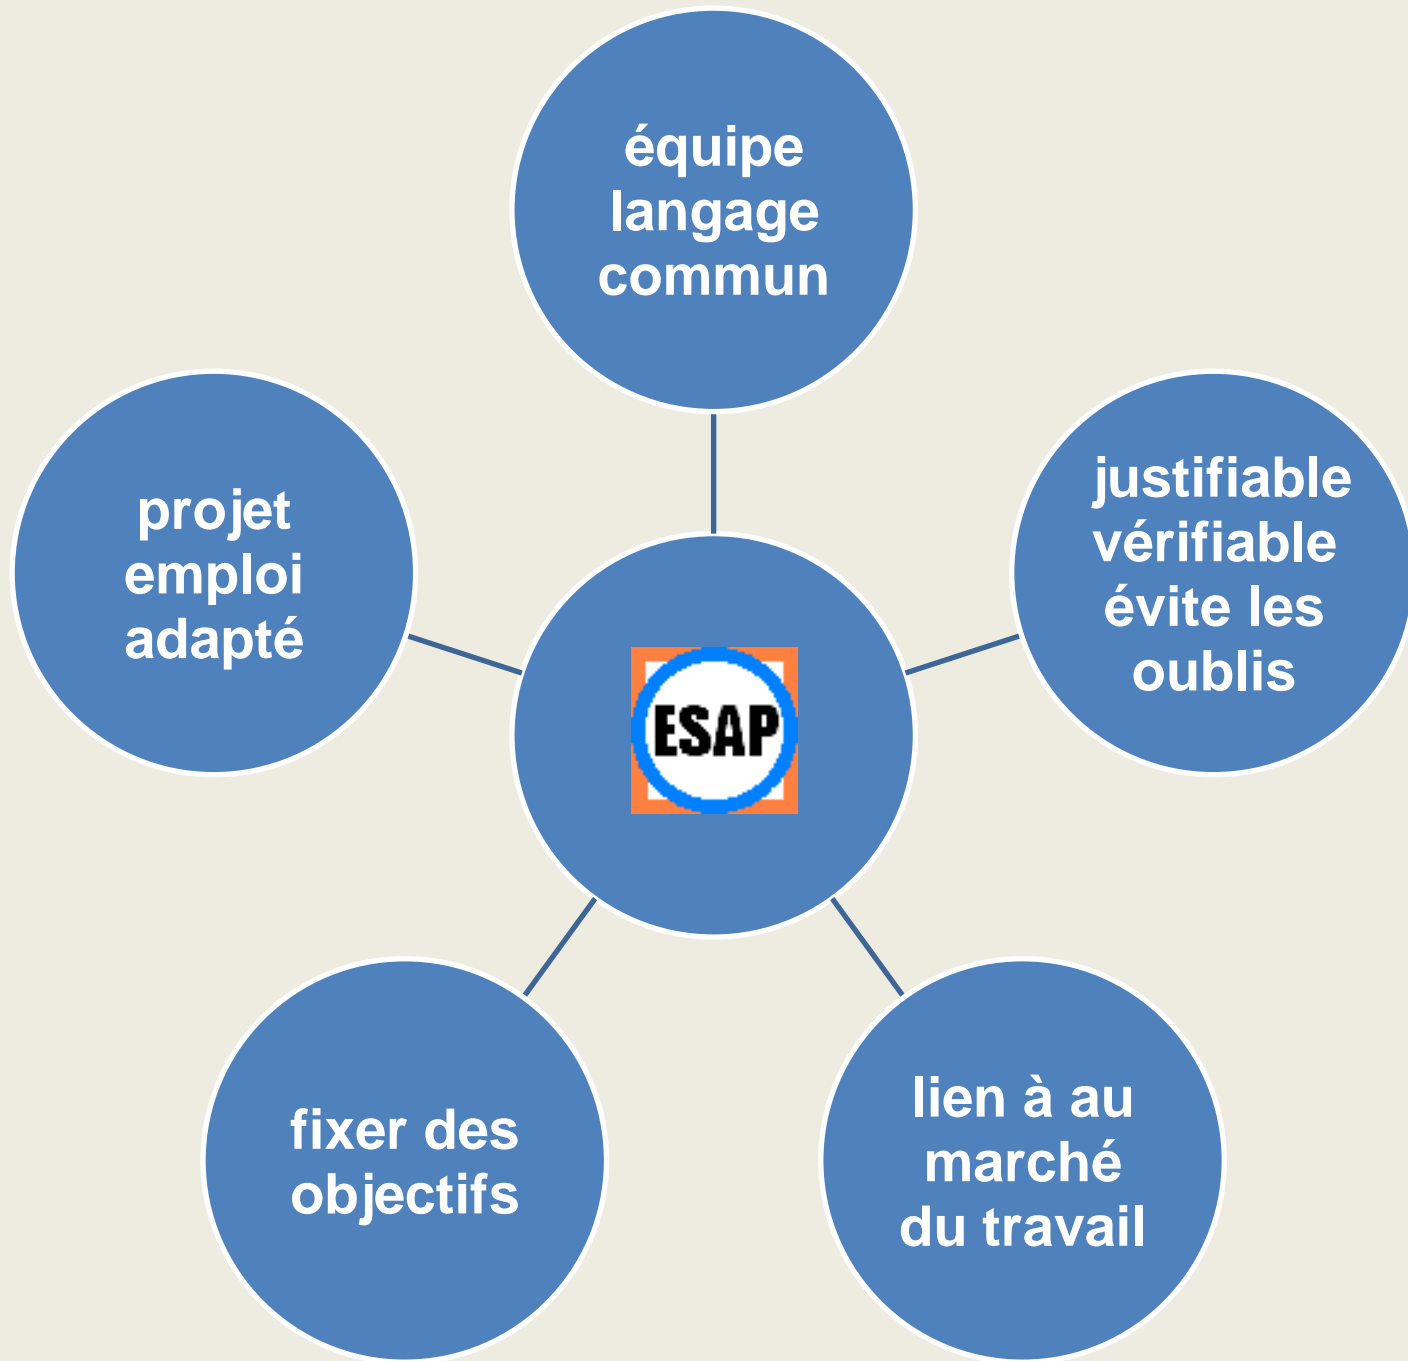 équipe
langage
commun
justifiable
vérifiable
évite les
oublis
lien à au
marché
du travail
fixer des
objectifs
projet
emploi
adapté
ESAP